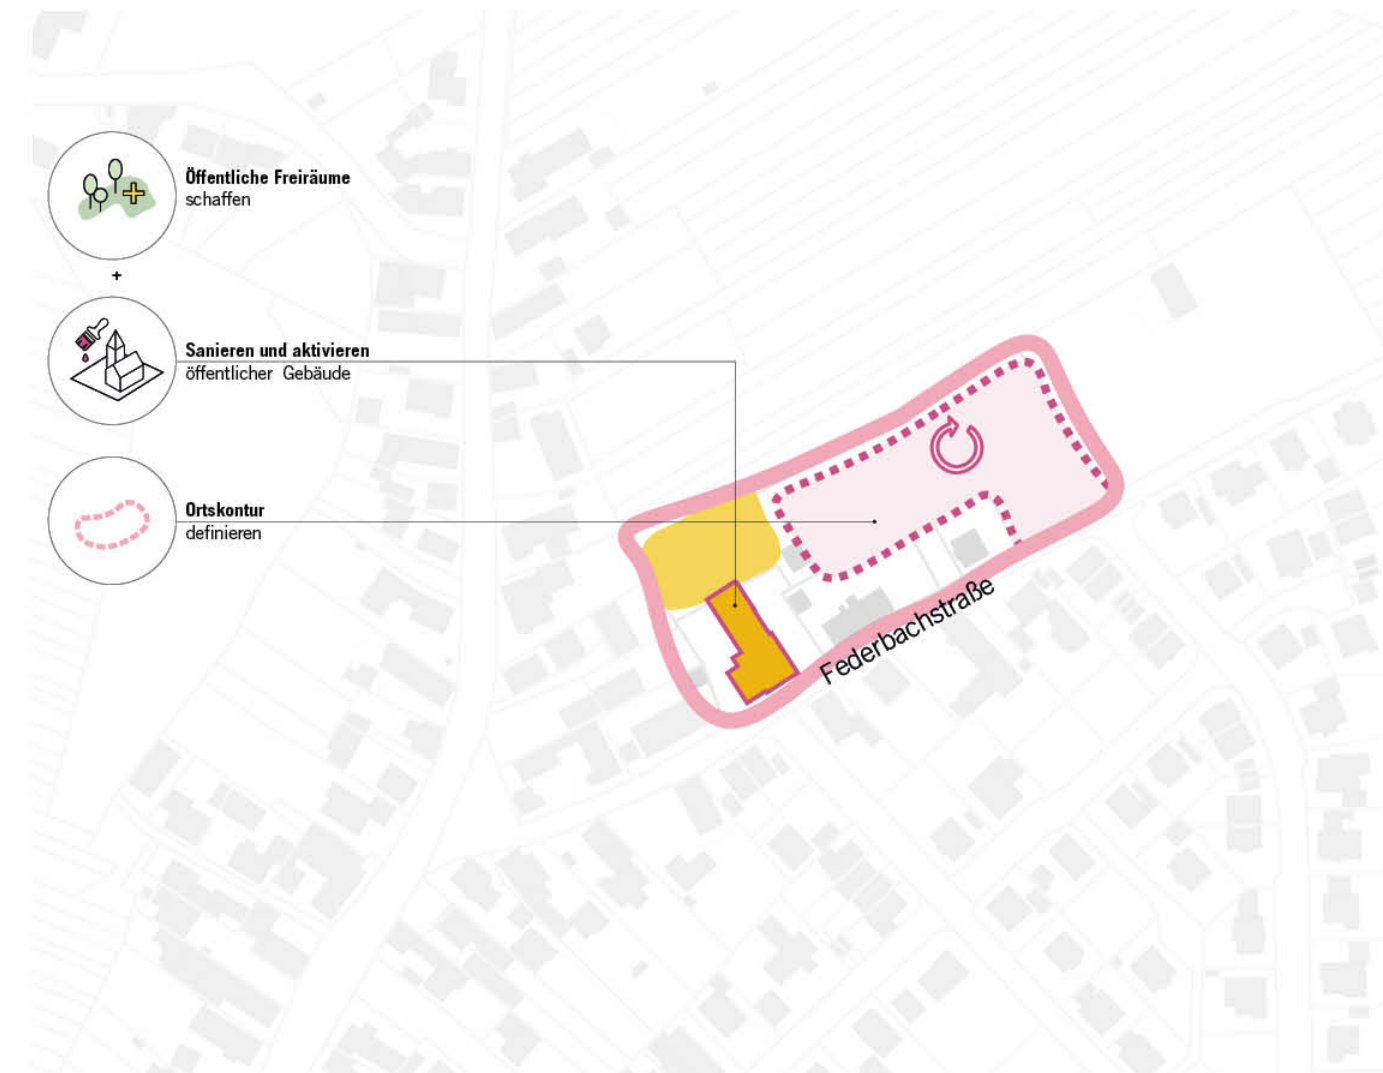 Öffentliche Freiräume
schaffen
+
Sanieren und aktivieren
öffentlicher Gebäude
Ortskontur
definieren
Federbachstraße